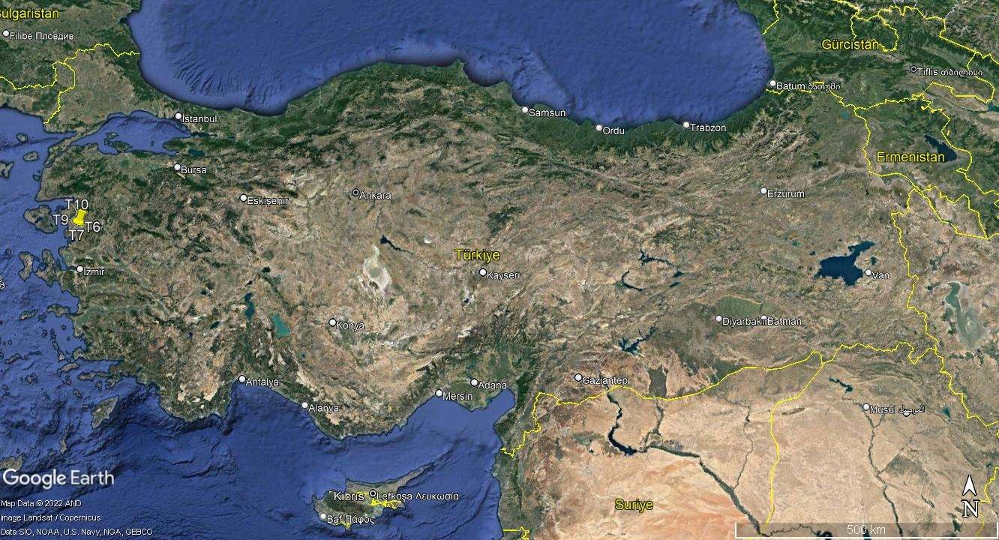 Bulgaristan
Filibe Пловдив
Gürcistan
Tiflis თბილისი
Batum ბათუმი
Samsun
Istanbul
Ordu
Trabzon
Ermenistan
Bursa
Ankara
Erzurum
Eskişehir
T10
T9
T6
T7
Türkiye
İzmir
Kayseri
Van
Konya
Diyarbakır
Batman
Antalya
Gaziantep
Adana
Mersin
Alanya
Musul الموصل
Google Earth
Kıbrıs
Lefkoşa Λευκωσία
Map Data © 2022 AND
Suriye
Image Landsat / Copernicus
Baf Πάφος
N
Data SIO, NOAA, U.S. Navy, NGA, GEBCO
500 km